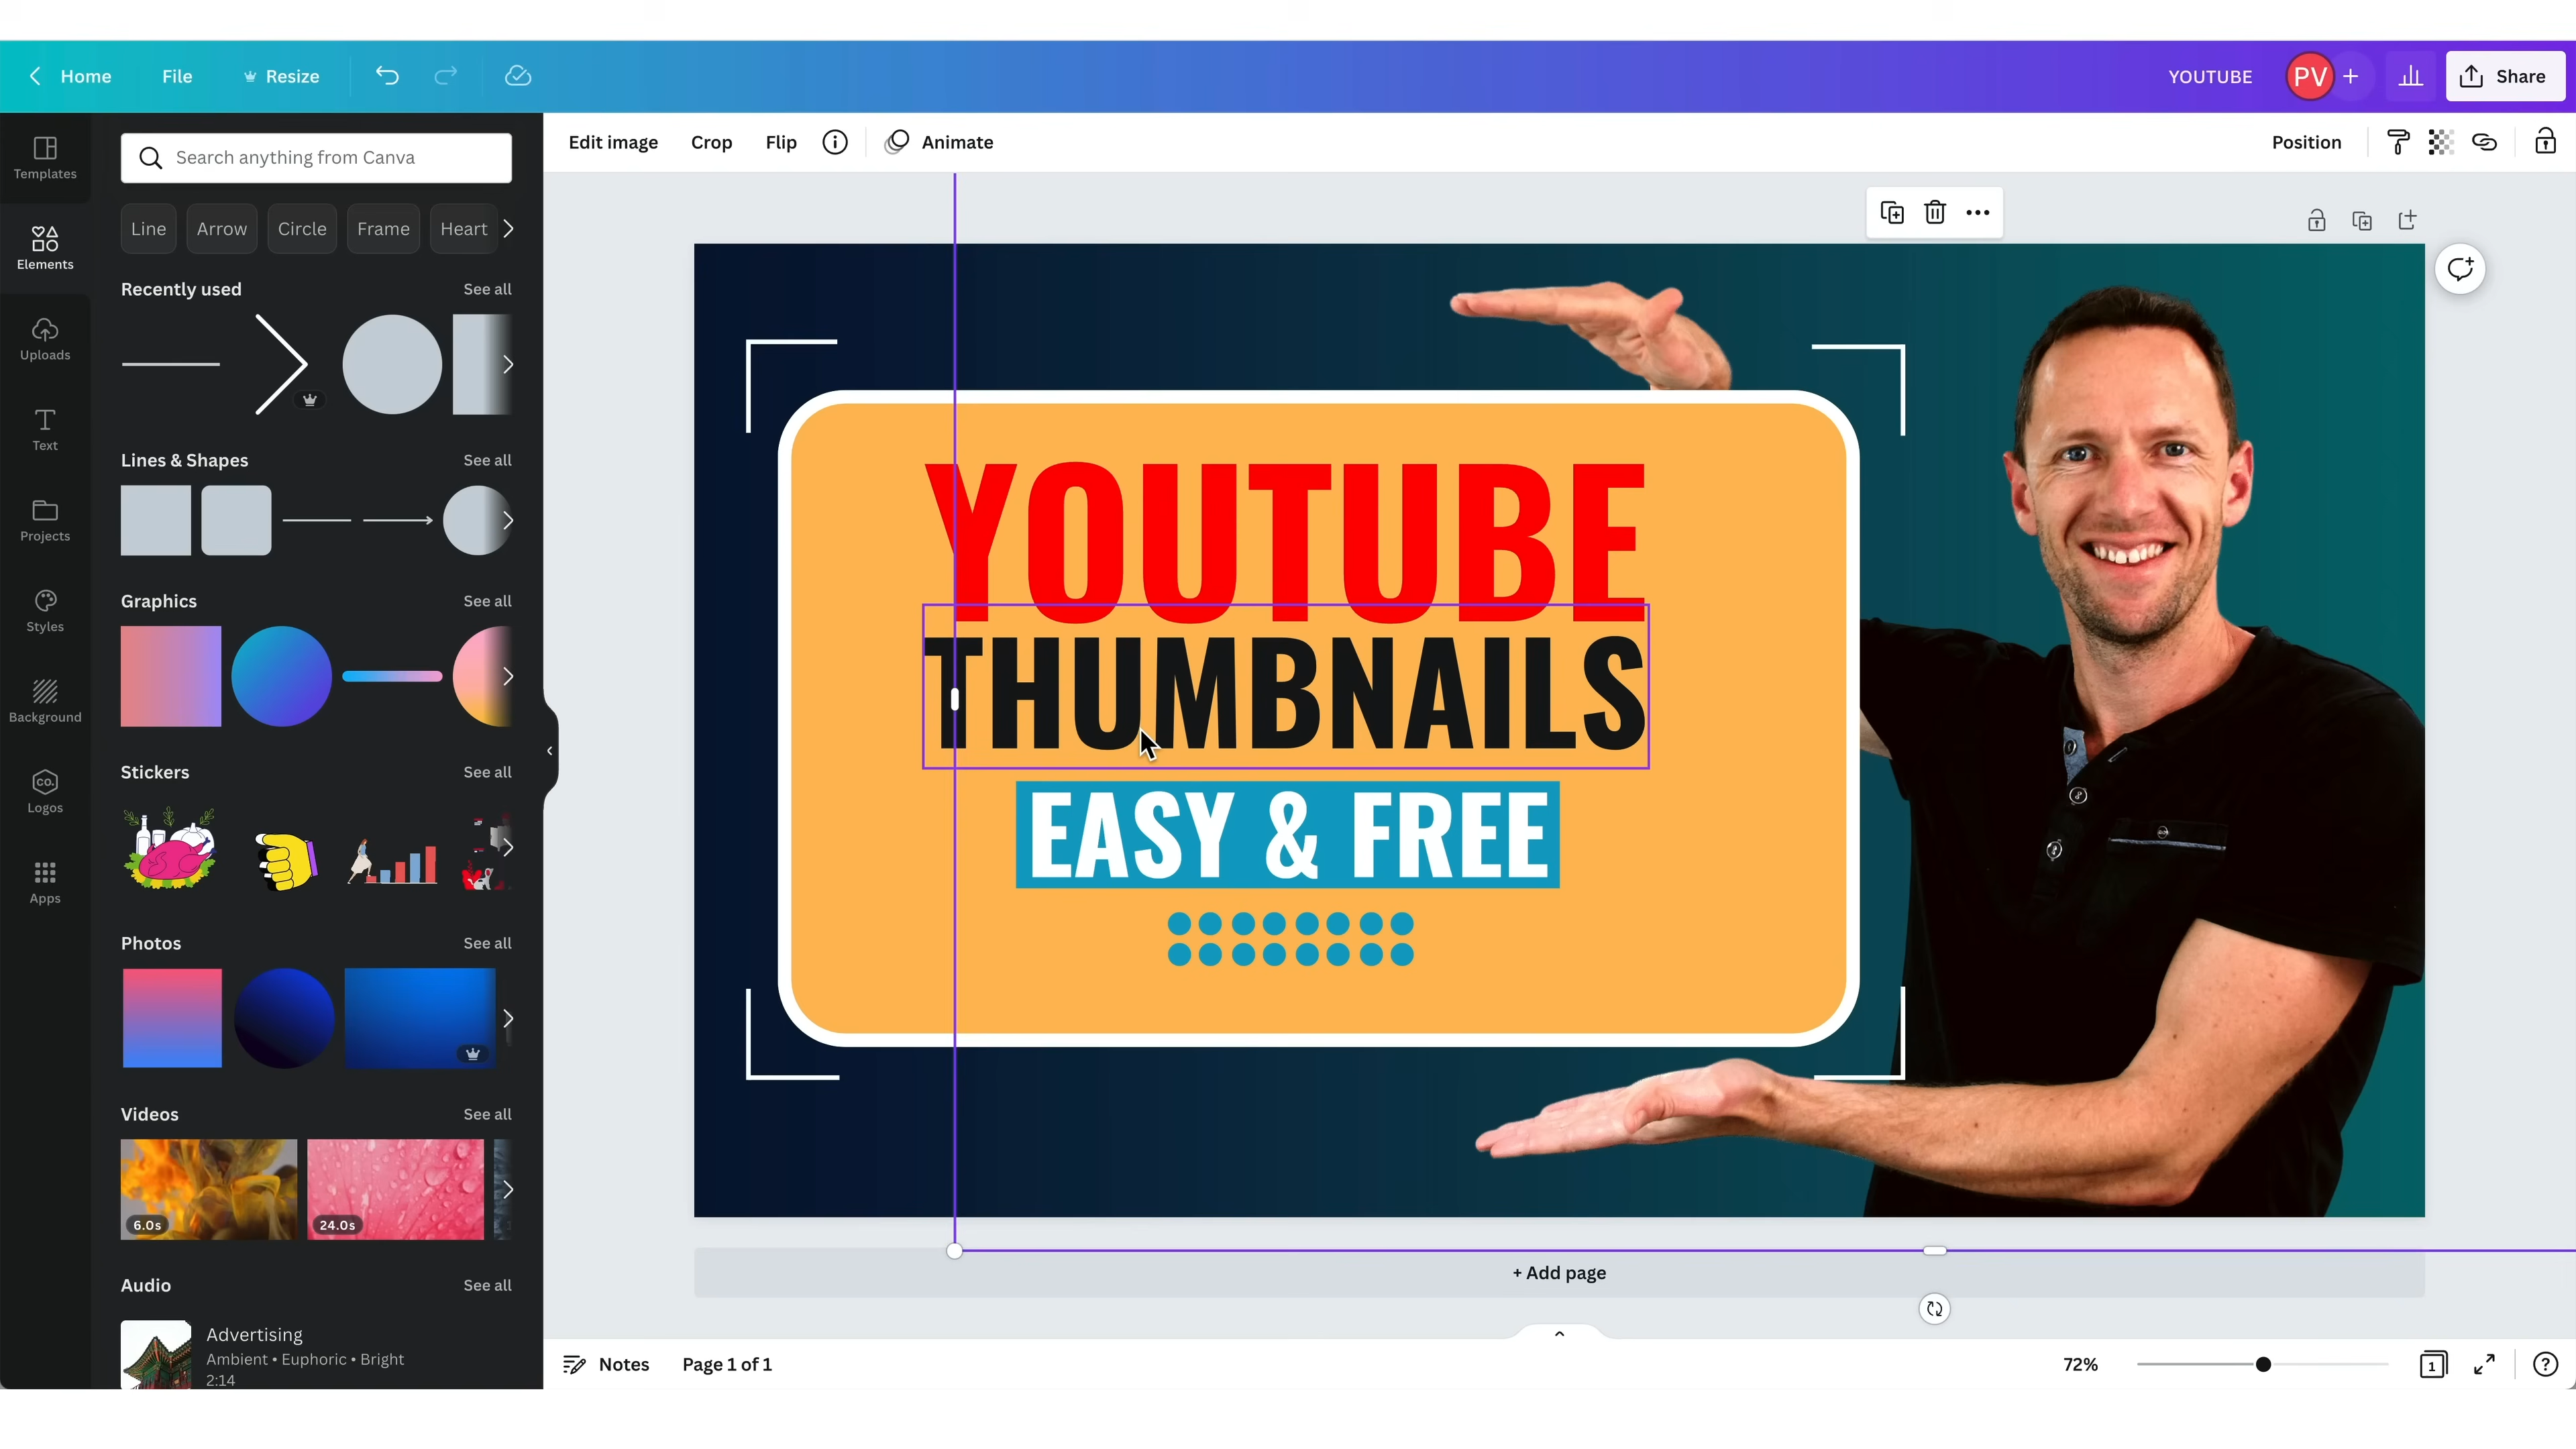 Home File Resize YOUTUBE PV Share
Templates
Elements
Uploads
Text
Projects
Styles
Background
CO.
Logos
Apps
Search anything from Canva
Line Arrow Circle Frame Heart
Recently used See all
Lines & Shapes See all
Graphics See all
Stickers See all
Photos See all
Videos See all
6.0s 24.0s
Audio See all
Advertising
Ambient • Euphoric • Bright
2:14
Edit image Crop Flip Animate Position
YOUTUBE
THUMBNAILS
EASY & FREE
+ Add page
Notes Page 1 of 1 72% 1 ?